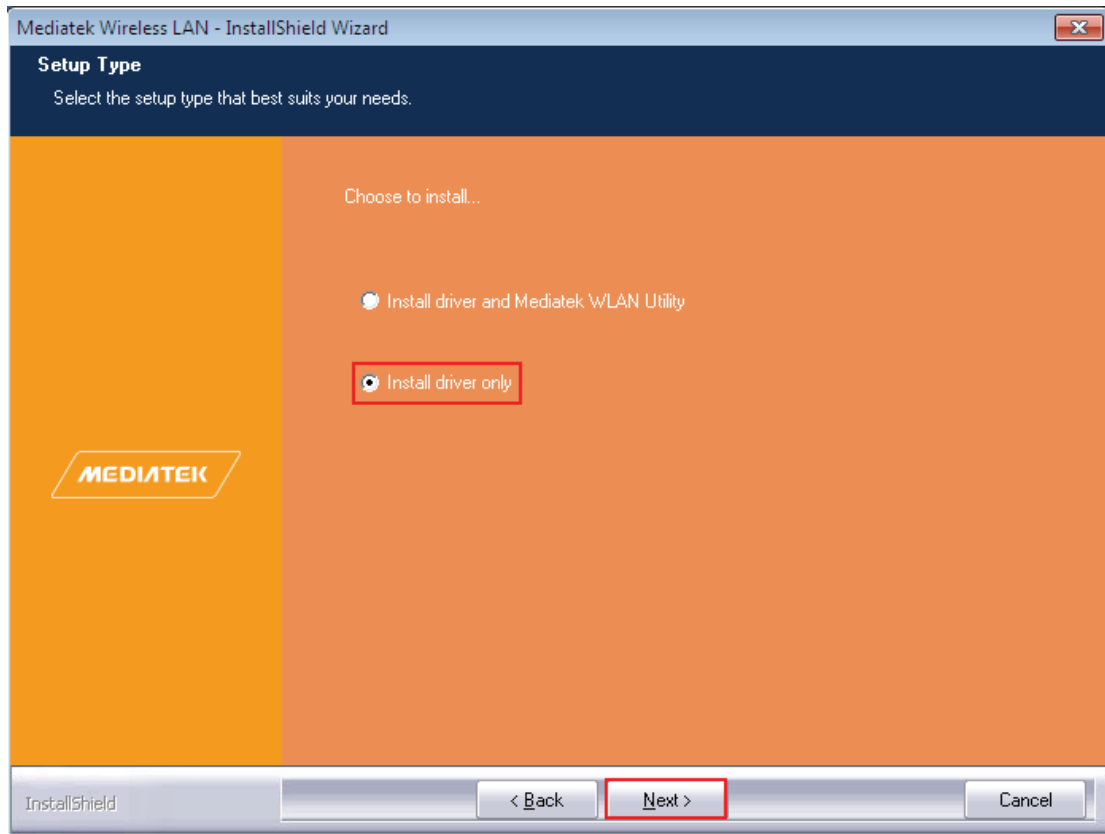 Mediatek Wireless LAN - InstallShield Wizard
Setup Type
Select the setup type that best suits your needs.
Choose to install...
Install driver and Mediatek WLAN Utility
Install driver only
MEDIATEK
InstallShield
< Back
Next >
Cancel